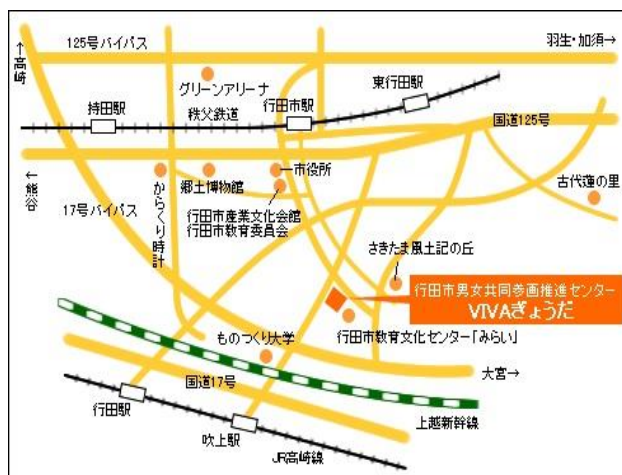 125号バイパス
羽生・加須→
←高崎
グリーンアリーナ
東行田駅
持田駅
秩父鉄道
行田市駅
国道125号
←熊谷
市役所
郷土博物館
古代蓮の里
17号バイパス
からくり時計
行田市産業文化会館
行田市教育委員会
さきたま風土記の丘
行田市男女共同参画推進センター
VIVAぎょうだ
ものつくり大学
行田市教育文化センター「みらい」
国道17号
大宮→
行田駅
上越新幹線
吹上駅
JR高崎線